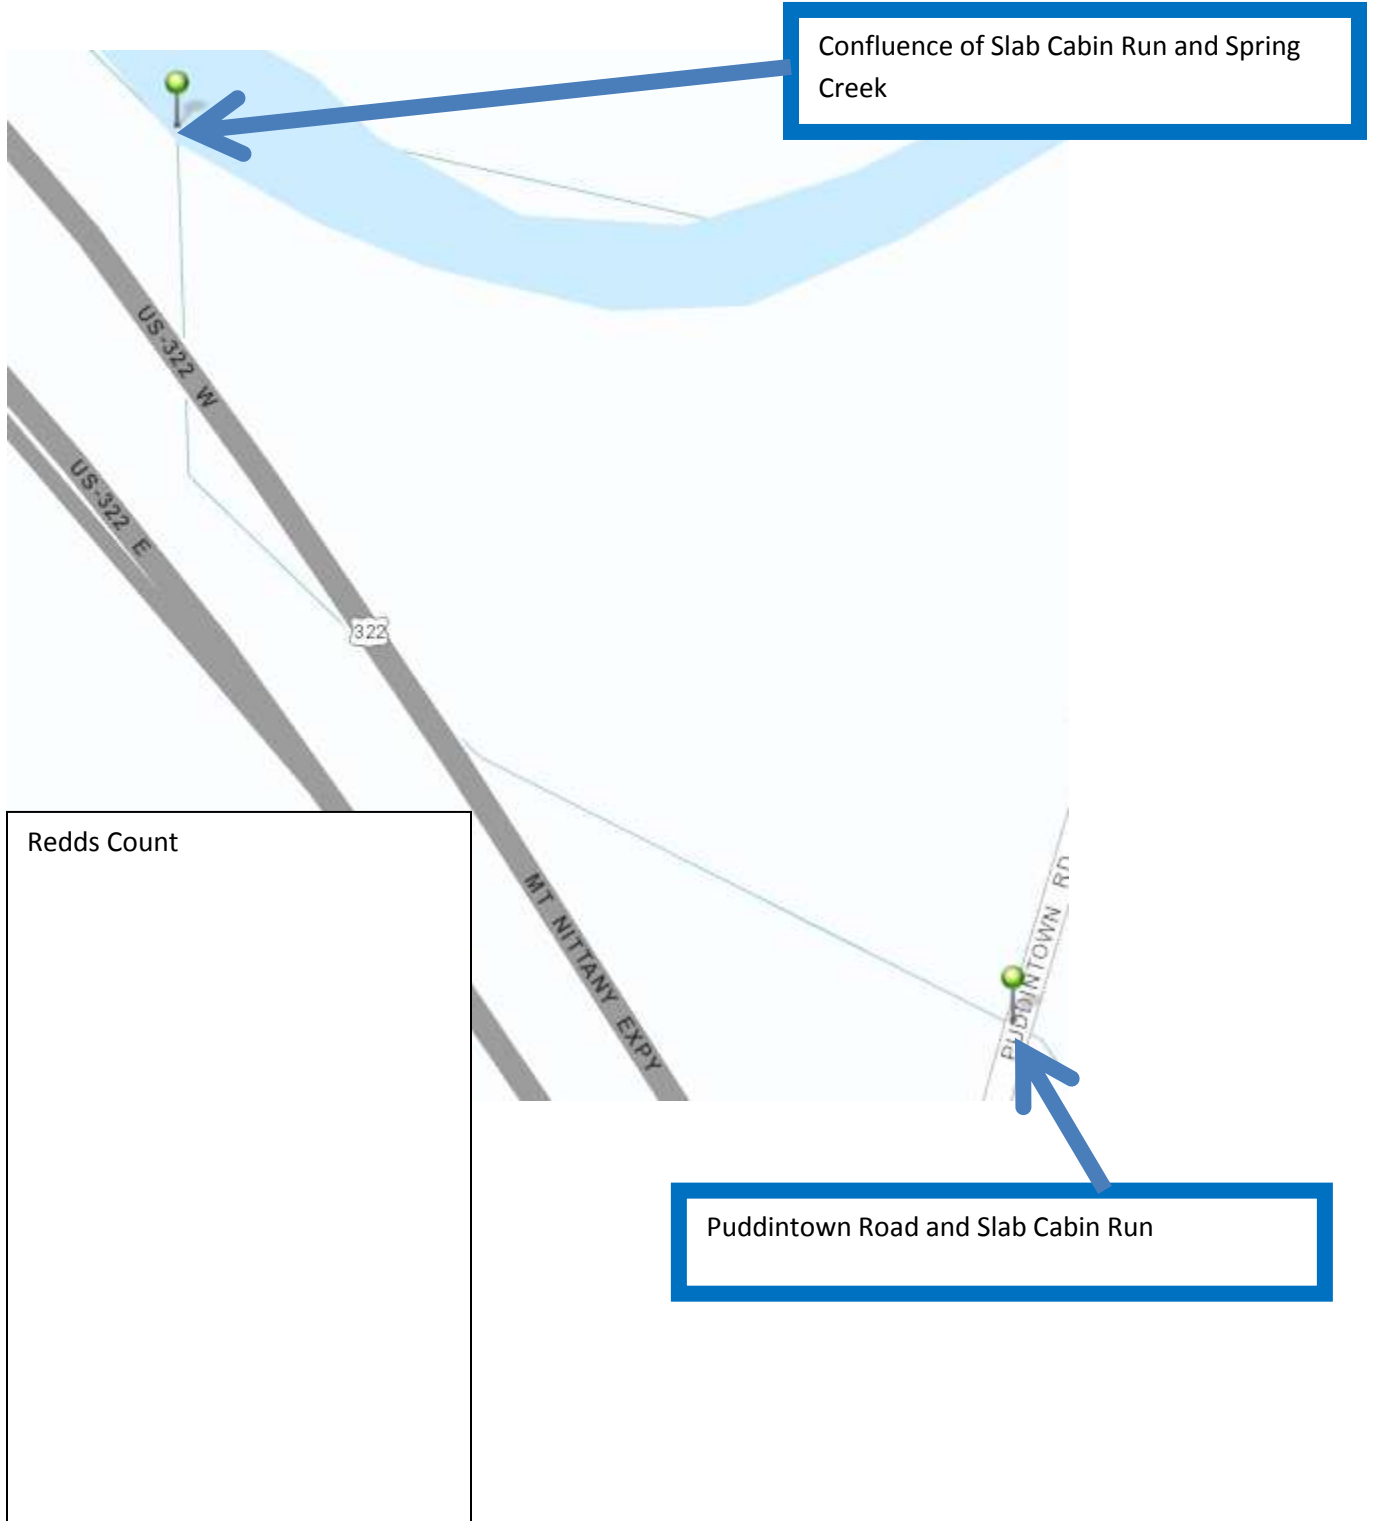 Confluence of Slab Cabin Run and Spring
Creek
US-322 W
US-322 E
322
Redds Count
MT NITTANY EXPY
PUDDINTOWN RD
Puddintown Road and Slab Cabin Run